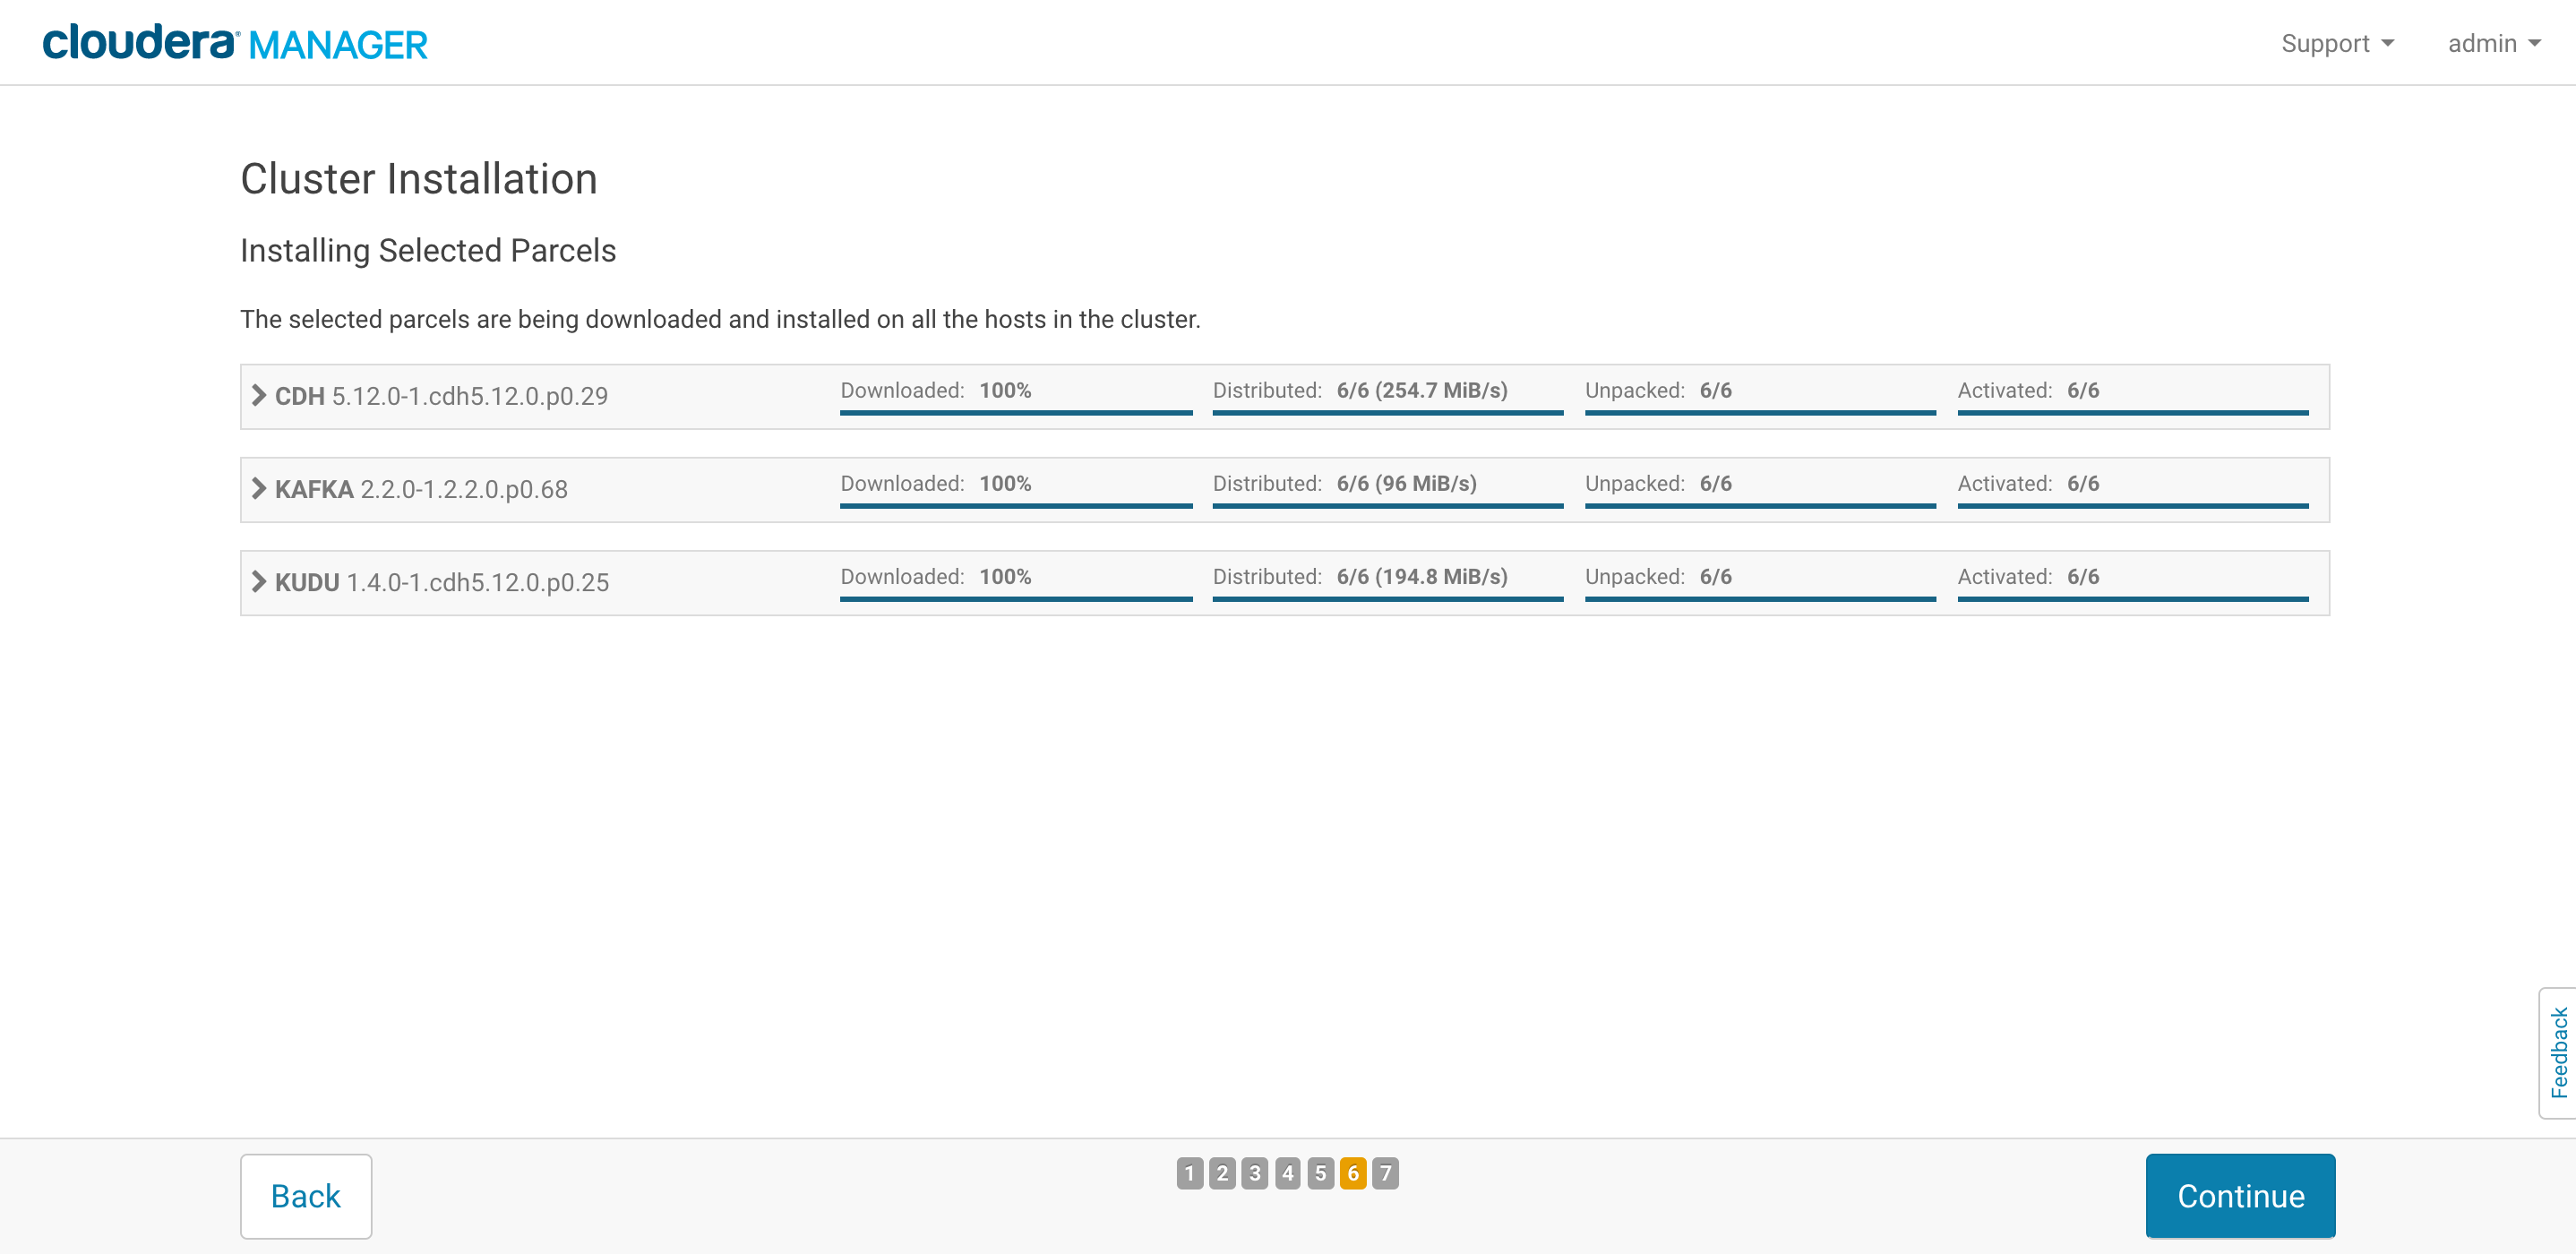 cloudera® MANAGER
Support admin
Cluster Installation
Installing Selected Parcels
The selected parcels are being downloaded and installed on all the hosts in the cluster.
CDH 5.12.0-1.cdh5.12.0.p0.29 Downloaded: 100% Distributed: 6/6 (254.7 MiB/s) Unpacked: 6/6 Activated: 6/6
KAFKA 2.2.0-1.2.2.0.p0.68 Downloaded: 100% Distributed: 6/6 (96 MiB/s) Unpacked: 6/6 Activated: 6/6
KUDU 1.4.0-1.cdh5.12.0.p0.25 Downloaded: 100% Distributed: 6/6 (194.8 MiB/s) Unpacked: 6/6 Activated: 6/6
Feedback
Back 1 2 3 4 5 6 7 Continue